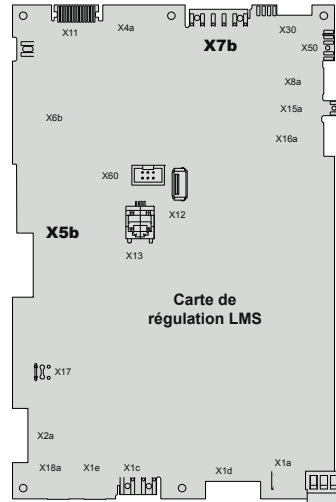 X11
X4a
X7b
X30
X50
X8a
X15a
X6b
X16a
X60
X12
X5b
X13
Carte de
régulation LMS
X17
X2a
X18a
X1e
X1c
X1d
X1a